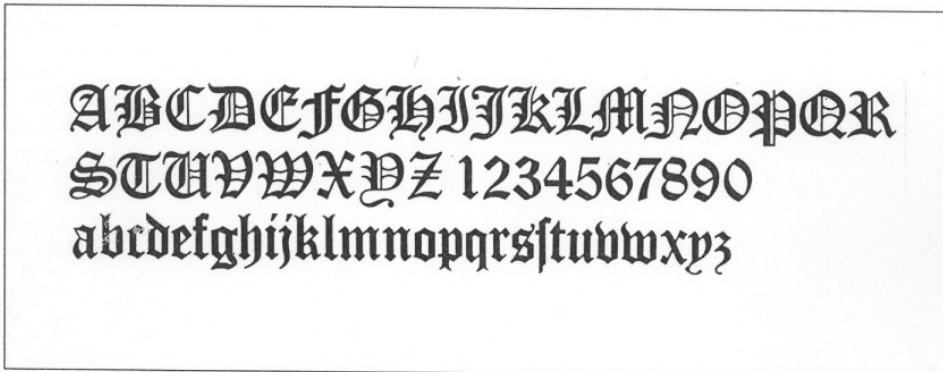 ABCDEFGHIJKLMNOPQR
STUVWXYZ 1234567890
abcdefghijklmnopqrsſtuvwxyz